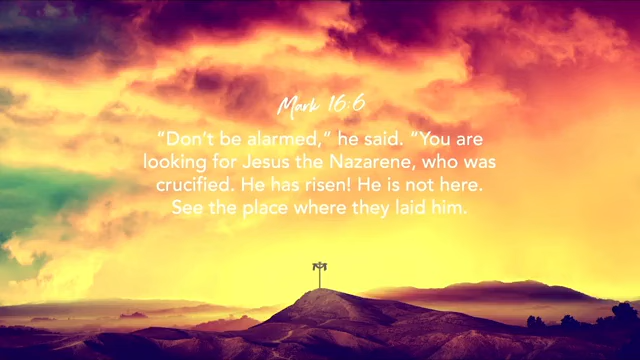 Mark 16:6
“Don’t be alarmed,” he said. “You are
looking for Jesus the Nazarene, who was
crucified. He has risen! He is not here.
See the place where they laid him.